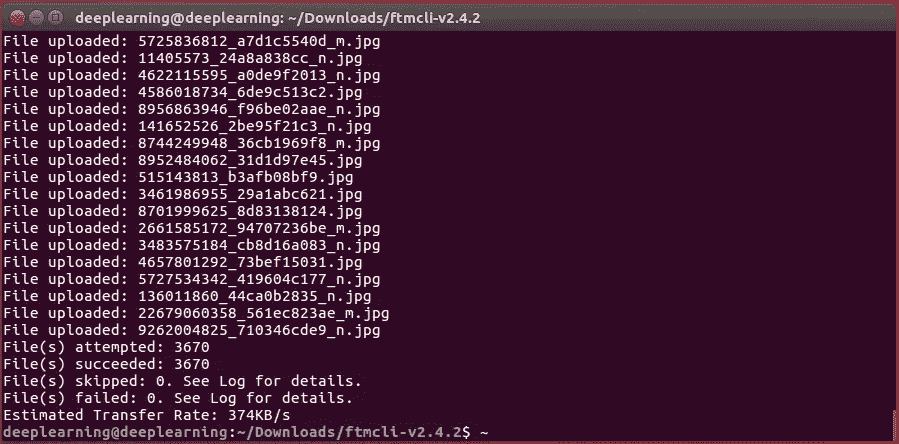 deeplearning@deeplearning: ~/Downloads/ftmcli-v2.4.2
File uploaded: 5725836812_a7d1c5540d_m.jpg
File uploaded: 11405573_24a8a838cc_n.jpg
File uploaded: 4622115595_a0de9f2013_n.jpg
File uploaded: 4586018734_6de9c513c2.jpg
File uploaded: 8956863946_f96be02aae_n.jpg
File uploaded: 141652526_2be95f21c3_n.jpg
File uploaded: 8744249948_36cb1969f8_m.jpg
File uploaded: 8952484062_31d1d97e45.jpg
File uploaded: 515143813_b3afb08bf9.jpg
File uploaded: 3461986955_29a1abc621.jpg
File uploaded: 8701999625_8d83138124.jpg
File uploaded: 2661585172_94707236be_m.jpg
File uploaded: 3483575184_cb8d16a083_n.jpg
File uploaded: 4657801292_73bef15031.jpg
File uploaded: 5727534342_419604c177_n.jpg
File uploaded: 136011860_44ca0b2835_n.jpg
File uploaded: 22679060358_561ec823ae_m.jpg
File uploaded: 9262004825_710346cde9_n.jpg
File(s) attempted: 3670
File(s) succeeded: 3670
File(s) skipped: 0. See Log for details.
File(s) failed: 0. See Log for details.
Estimated Transfer Rate: 374KB/s
deeplearning@deeplearning:~/Downloads/ftmcli-v2.4.2$ ~